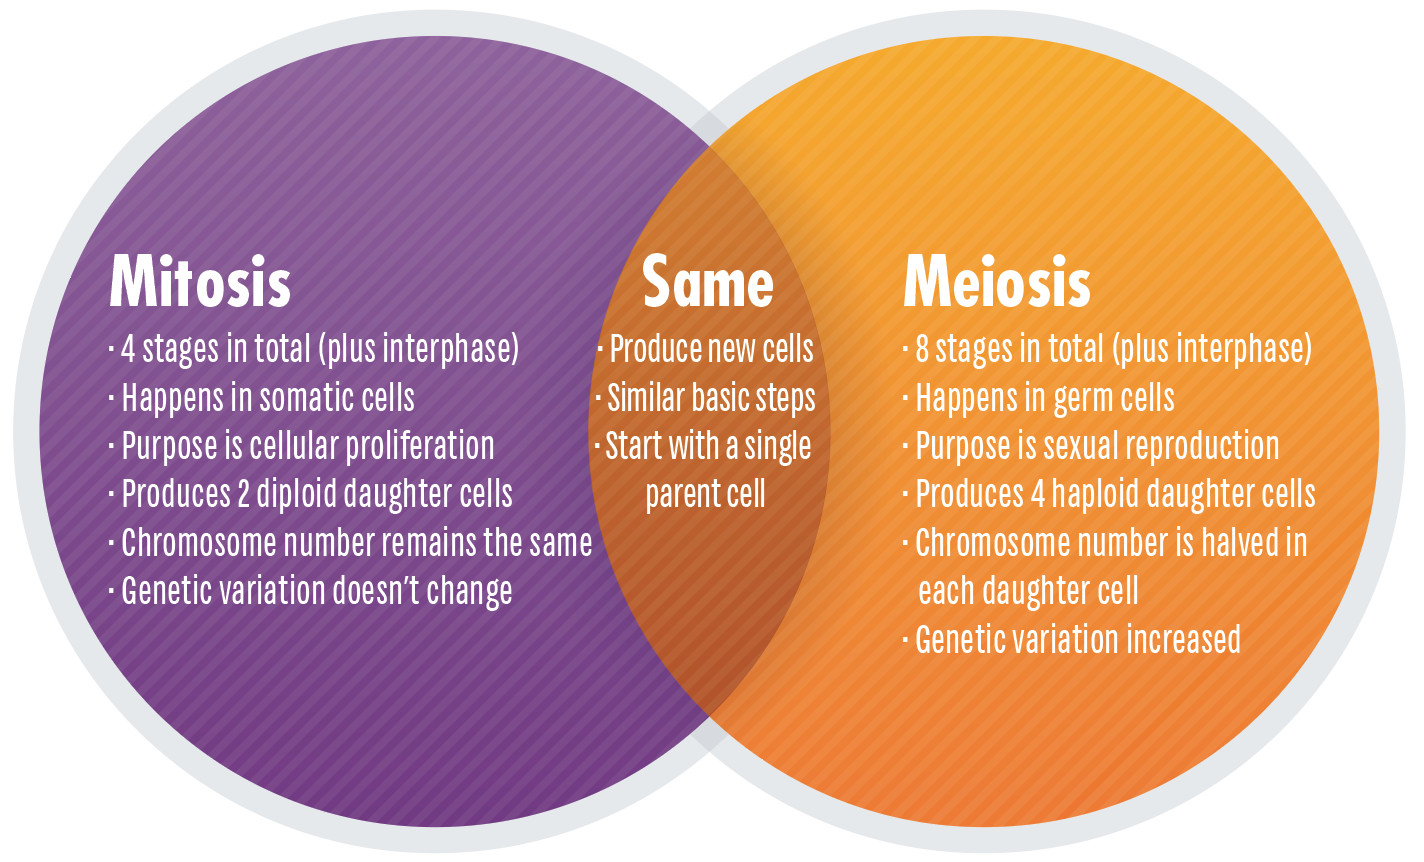 Mitosis
· 4 stages in total (plus interphase)
· Happens in somatic cells
· Purpose is cellular proliferation
· Produces 2 diploid daughter cells
· Chromosome number remains the same
· Genetic variation doesn’t change
Same
· Produce new cells
· Similar basic steps
· Start with a single
parent cell
Meiosis
· 8 stages in total (plus interphase)
· Happens in germ cells
· Purpose is sexual reproduction
· Produces 4 haploid daughter cells
· Chromosome number is halved in
each daughter cell
· Genetic variation increased